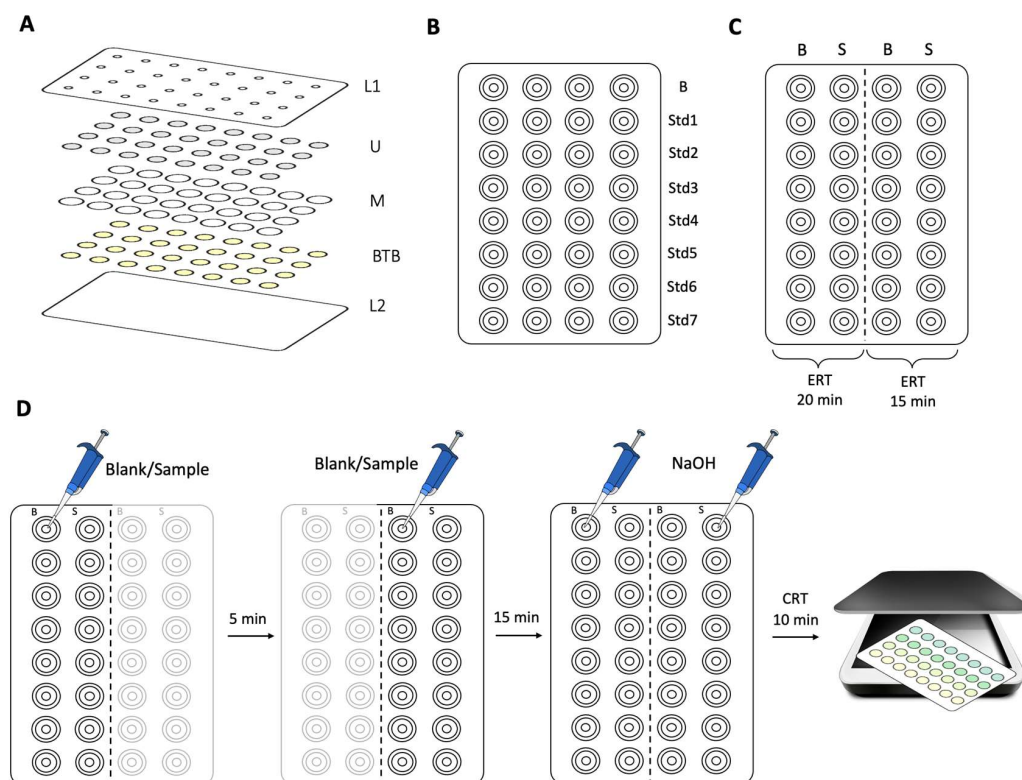 A
L1
U
M
BTB
L2
B
B
Std1
Std2
Std3
Std4
Std5
Std6
Std7
C
B S B S
ERT
20 min
ERT
15 min
D
Blank/Sample
B S B S
5 min
Blank/Sample
B S B S
15 min
NaOH
B S B S
CRT
10 min